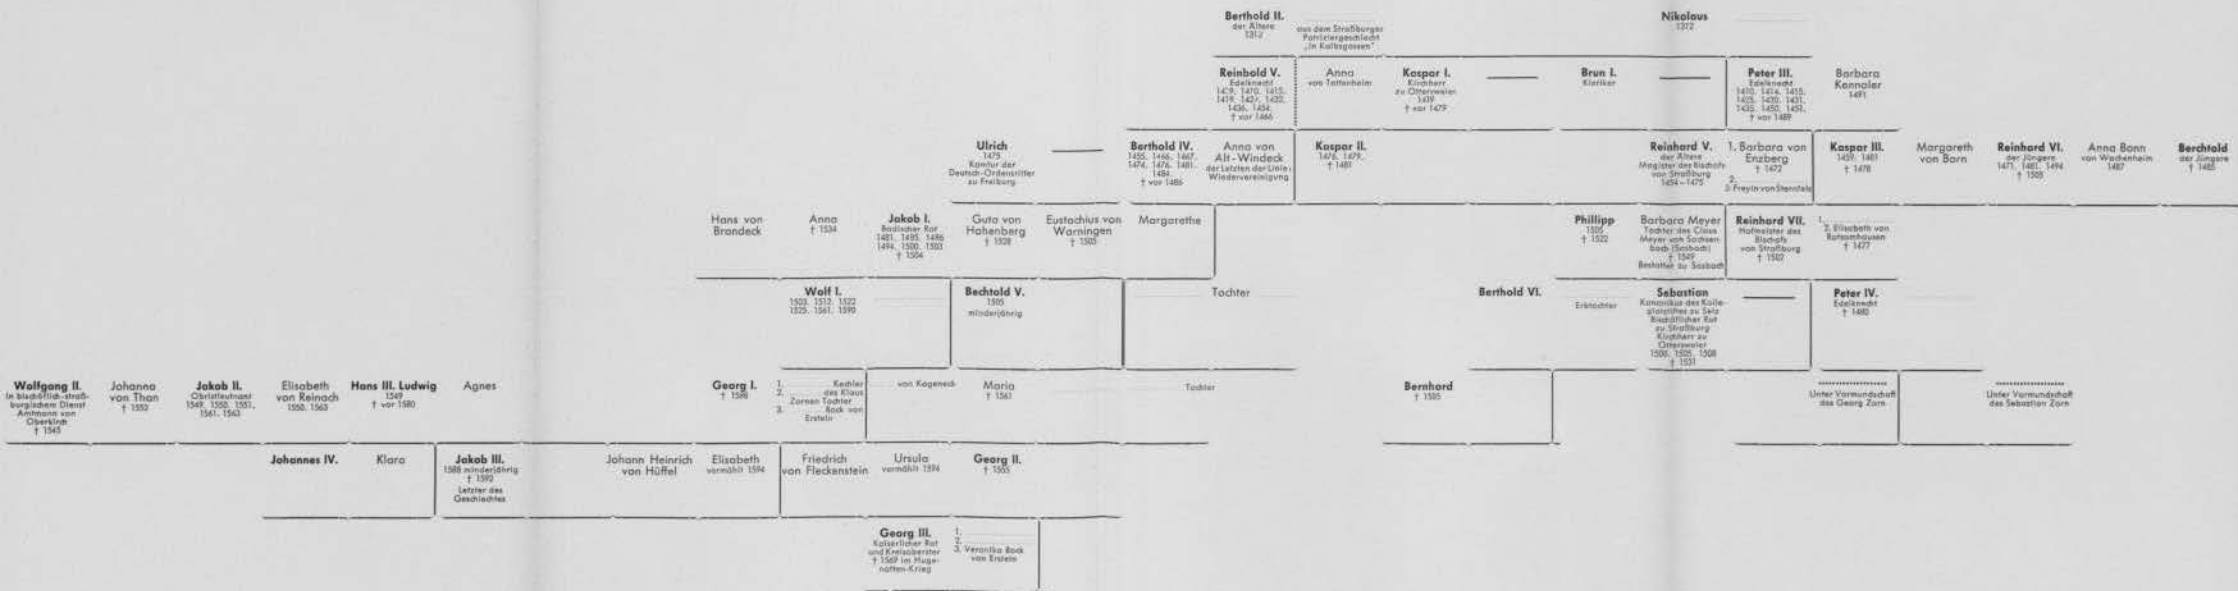 Berthold II.
der Ältere
aus dem Straßburger
Patriziergeschlecht
„in Kalbsgassen“
Nikolaus
1372
Reinbold V.
Edelknecht
† vor 1466
Anna
von Tottenheim
Kaspar I.
Kirchherr
zu Ottersweier
1439
† vor 1479
Brun I.
Kleriker
Peter III.
Edelknecht
1410, 1414, 1415,
1425, 1430, 1431,
1435, 1450, 1451,
† vor 1489
Barbara
Kennaler
1491
Ulrich
1475
Komtur der
Deutsch-Ordensritter
zu Freiburg
Berthold IV.
1455, 1466, 1467,
1474, 1476, 1481,
1484,
† vor 1486
Anna von
Alt-Windeck
der Letzten der Linie:
Wiedervereinigung
Kaspar II.
1476, 1479,
† 1481
Reinhard V.
der Ältere
Magister des Bischofs
von Straßburg
1454–1475
1. Barbara von
Enzberg
† 1472
2.
3. Freyin von Sternfels
Kaspar III.
1459, 1481
† 1478
Margareth
von Born
Reinhard VI.
der Jüngere
1471, 1481, 1494
† 1505
Anna Bonn
von Wachenheim
1487
Berchtold
der Jüngere
† 1485
Hans von
Brandeck
Anna
† 1534
Jakob I.
Badischer Rat
1481, 1495, 1486
1494, 1500, 1503
† 1504
Guta von
Hohenberg
† 1528
Eustachius von
Warningen
† 1505
Margarethe
Phillipp
1505
† 1522
Barbara Meyer
Tochter des Claus
Meyer von Sachsen-
bach (Sasbach)
† 1549
Bestattet zu Sasbach
Reinhard VII.
Hofmeister des
Bischofs
von Straßburg
† 1502
1.
2. Elisabeth von
Ratsamhausen
† 1477
Wolf I.
1503, 1512, 1522
1525, 1561, 1590
Bechtold V.
1505
minderjährig
Tochter
Berthold VI.
Erbtochter
Sebastian
Kanonikus des Kolle-
giatstiftes zu Selz
Bischöflicher Rat
zu Straßburg
Kirchherr zu
Ottersweier
1500, 1505, 1508
† 1531
Peter IV.
Edelknecht
† 1480
Wolfgang II.
in bischöflich-straß-
burgischem Dienst
Amtmann von
Oberkirch
† 1545
Johanna
von Than
† 1552
Jakob II.
Obristleutnant
1549, 1550, 1551,
1561, 1563
Elisabeth
von Reinach
1550, 1563
Hans III. Ludwig
1549
† vor 1580
Agnes
Georg I.
† 1588
1. Kechler
2. des Klaus
Zornen Tochter
3. Bock von
Erstein
von Kageneck
Maria
† 1561
Tochter
Bernhard
† 1505
Unter Vormundschaft
des Georg Zorn
Unter Vormundschaft
des Sebastian Zorn
Johannes IV.
Klara
Jakob III.
1588 minderjährig
† 1592
Letzter des
Geschlechtes
Johann Heinrich
von Hüffel
Elisabeth
vermählt 1594
Friedrich
von Fleckenstein
Ursula
vermählt 1594
Georg II.
† 1555
Georg III.
Kaiserlicher Rat
und Kreisoberster
† 1569 im Huge-
notten-Krieg
1.
2.
3. Veronika Bock
von Erstein